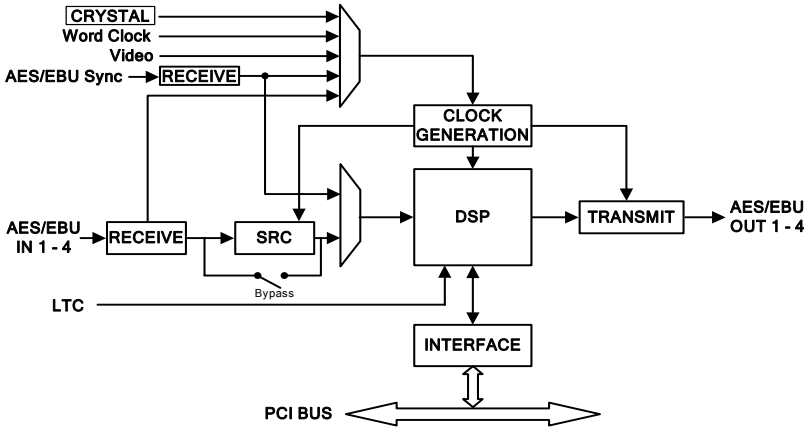 CRYSTAL
Word Clock
Video
AES/EBU Sync
RECEIVE
CLOCK
GENERATION
AES/EBU
IN 1 - 4
RECEIVE
SRC
Bypass
DSP
TRANSMIT
AES/EBU
OUT 1 - 4
LTC
INTERFACE
PCI BUS